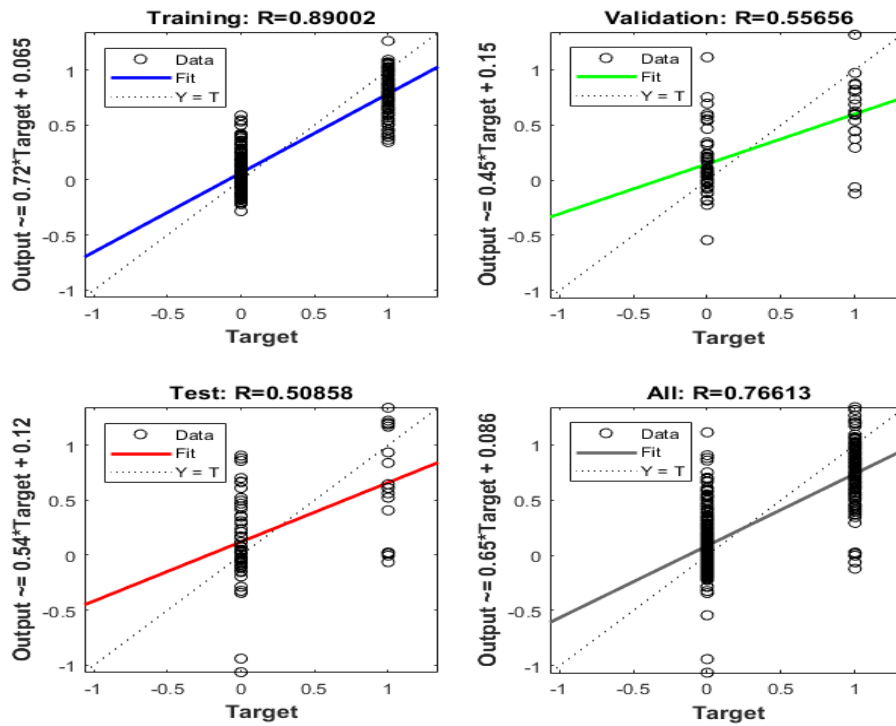 Training: R=0.89002
Output ~= 0.72*Target + 0.065
Data
Fit
Y = T
1
0.5
0
-0.5
-1
-1
-0.5
0
0.5
1
Target
Validation: R=0.55656
Output ~= 0.45*Target + 0.15
Data
Fit
Y = T
1
0.5
0
-0.5
-1
-1
-0.5
0
0.5
1
Target
Test: R=0.50858
Output ~= 0.54*Target + 0.12
Data
Fit
Y = T
1
0.5
0
-0.5
-1
-1
-0.5
0
0.5
1
Target
All: R=0.76613
Output ~= 0.65*Target + 0.086
Data
Fit
Y = T
1
0.5
0
-0.5
-1
-1
-0.5
0
0.5
1
Target